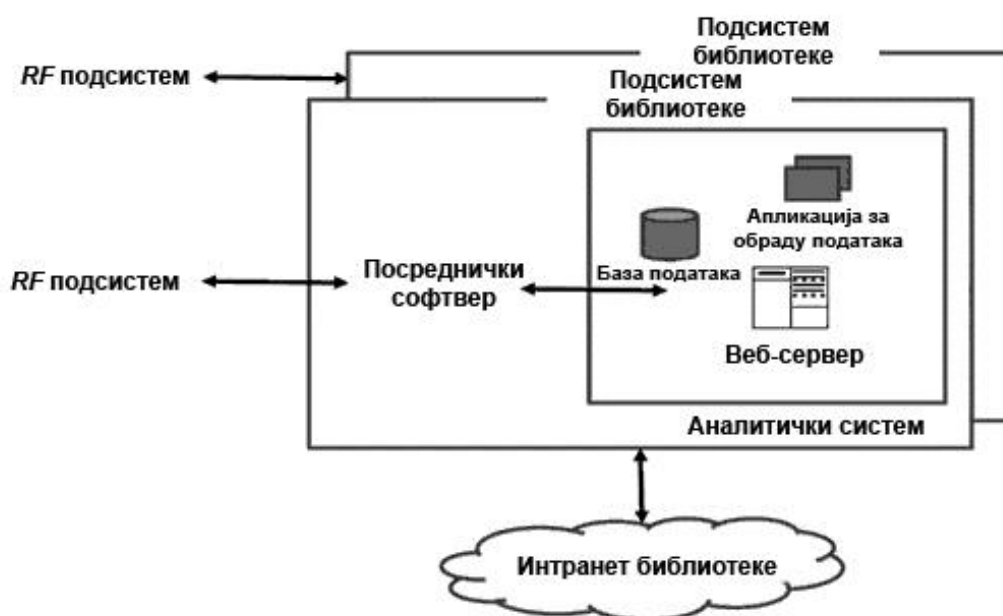 Подсистем
библиотеке
RF подсистем
Подсистем
библиотеке
Апликација за
обраду података
База података
RF подсистем
Посреднички
софтвер
Веб-сервер
Аналитички систем
Интранет библиотеке